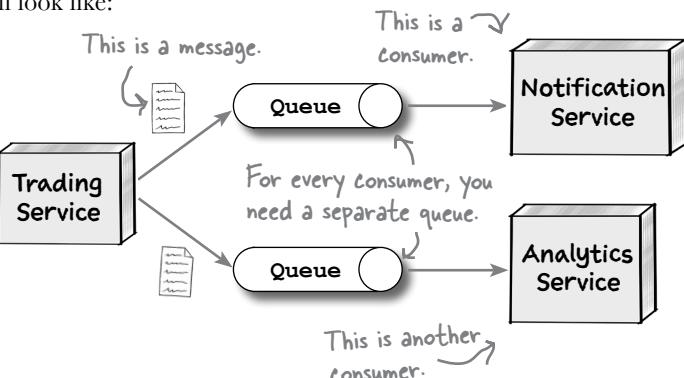 look like:
This is a message.
This is a
consumer.
Queue
Notification
Service
Trading
Service
For every consumer, you
need a separate queue.
Queue
Analytics
Service
This is another
consumer.